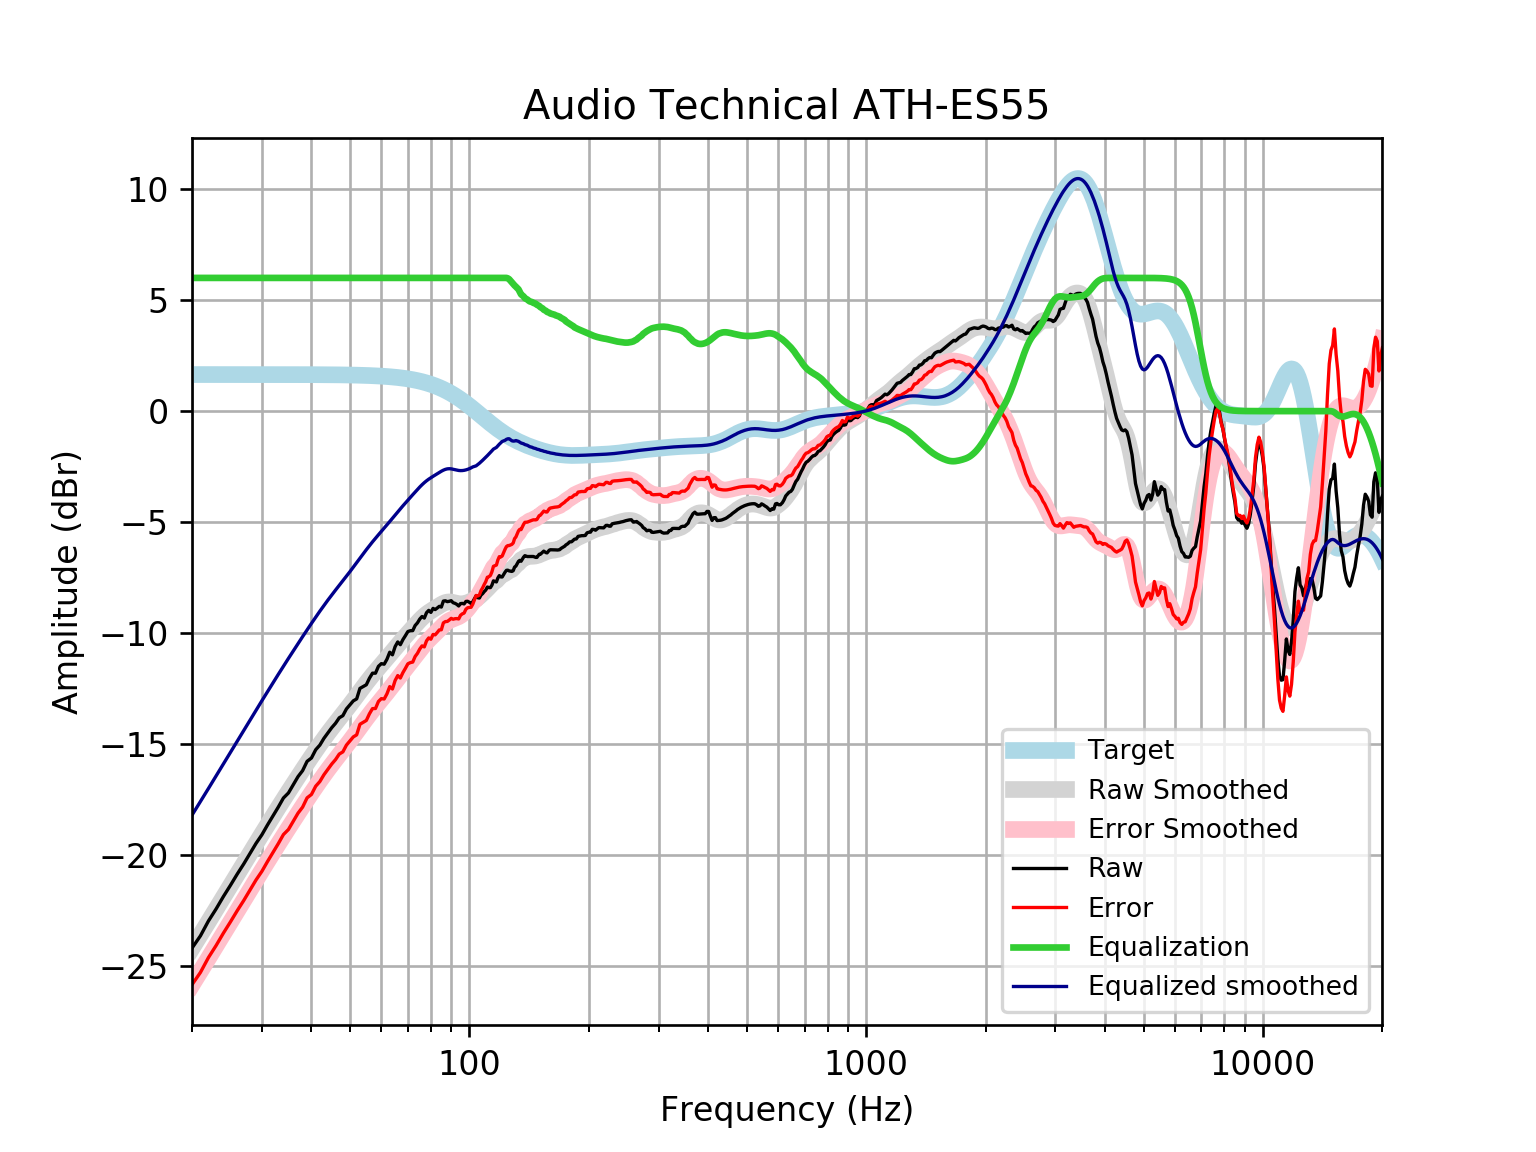 Audio Technical ATH-ES55
10
5
0
−5
−10
−15
−20
−25
Amplitude (dBr)
100
1000
10000
Frequency (Hz)
Target
Raw Smoothed
Error Smoothed
Raw
Error
Equalization
Equalized smoothed